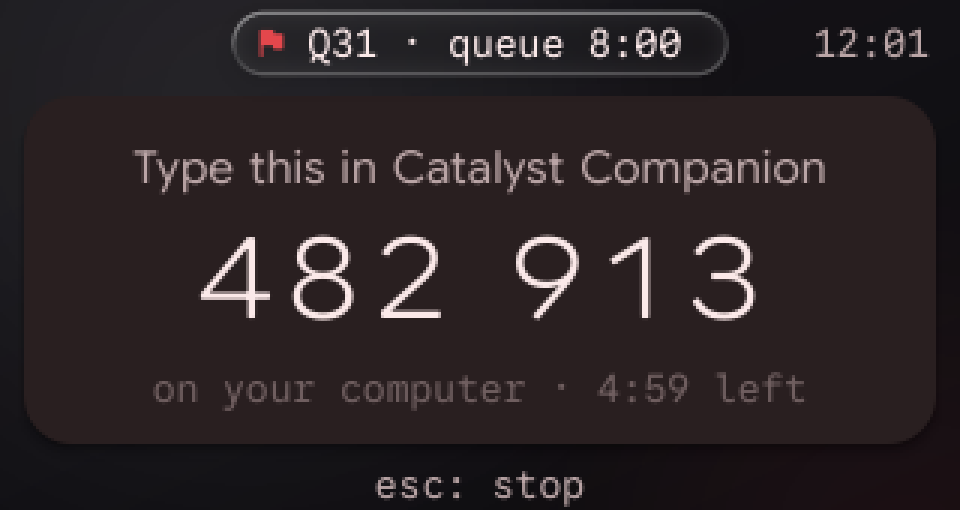 Q31 · queue 8:00
12:01
Type this in Catalyst Companion
482 913
on your computer · 4:59 left
esc: stop